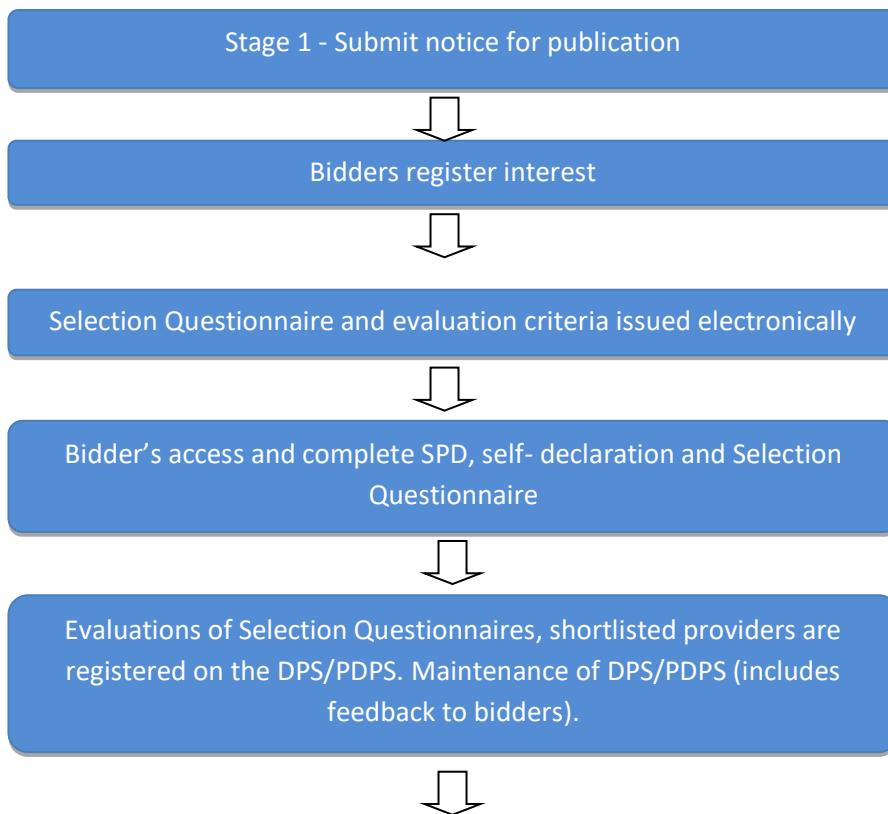 Stage 1 - Submit notice for publication
Bidders register interest
Selection Questionnaire and evaluation criteria issued electronically
Bidder’s access and complete SPD, self- declaration and Selection
Questionnaire
Evaluations of Selection Questionnaires, shortlisted providers are
registered on the DPS/PDPS. Maintenance of DPS/PDPS (includes
feedback to bidders).